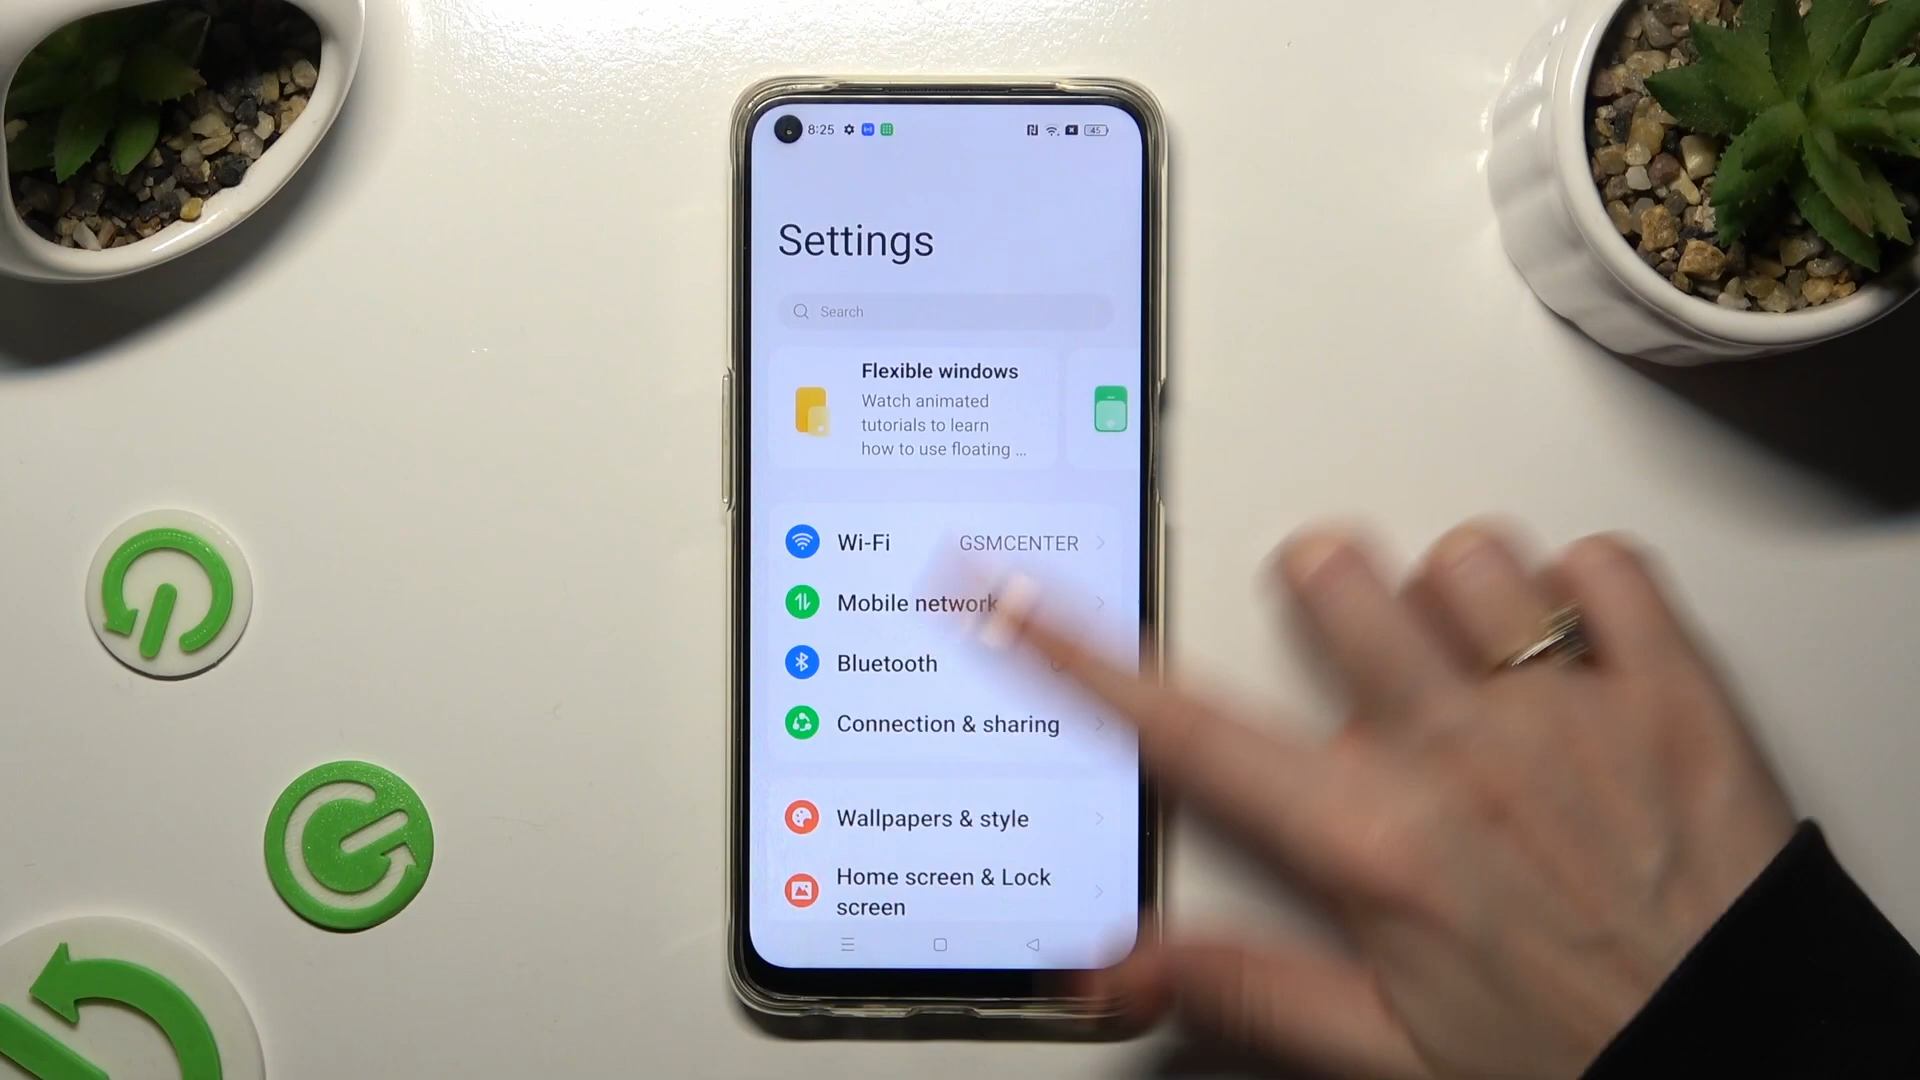 8:25
45
Settings
Search
Flexible windows
Watch animated
tutorials to learn
how to use floating ...
Wi-Fi GSMCENTER
Mobile network
Bluetooth
Connection & sharing
Wallpapers & style
Home screen & Lock
screen